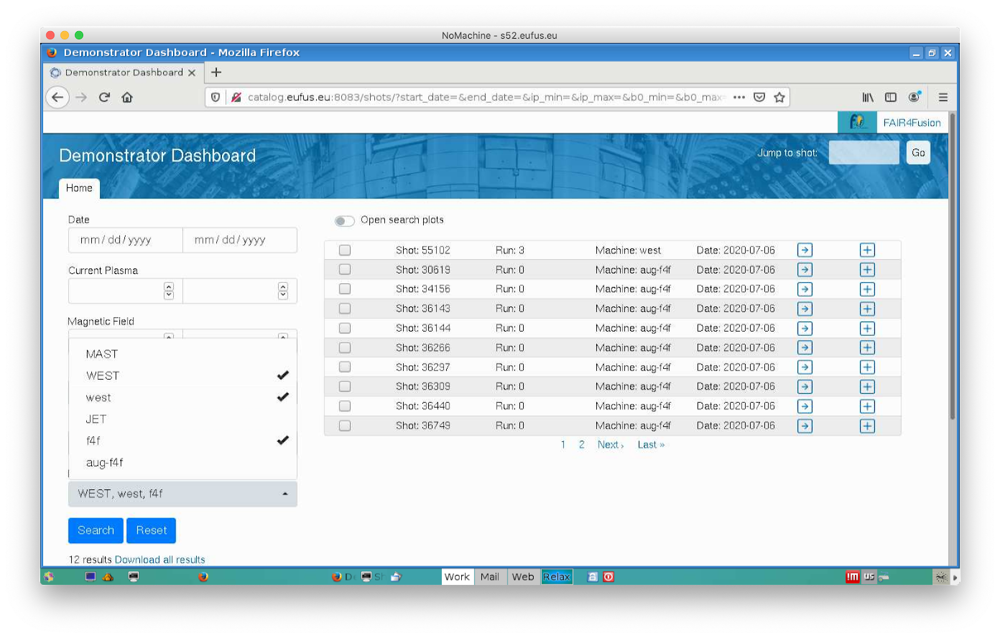 NoMachine - s52.eufus.eu
Demonstrator Dashboard - Mozilla Firefox
Demonstrator Dashboard
catalog.eufus.eu:8083/shots/?start_date=&end_date=&ip_min=&ip_max=&b0_min=&b0_max=
FAIR4Fusion
Demonstrator Dashboard
Jump to shot:
Go
Home
Date
mm/dd/yyyy mm/dd/yyyy
Current Plasma
Magnetic Field
MAST
WEST
west
JET
f4f
aug-f4f
WEST, west, f4f
Search Reset
12 results Download all results
Open search plots
Shot: 55102 Run: 3 Machine: west Date: 2020-07-06
Shot: 30619 Run: 0 Machine: aug-f4f Date: 2020-07-06
Shot: 34156 Run: 0 Machine: aug-f4f Date: 2020-07-06
Shot: 36143 Run: 0 Machine: aug-f4f Date: 2020-07-06
Shot: 36144 Run: 0 Machine: aug-f4f Date: 2020-07-06
Shot: 36266 Run: 0 Machine: aug-f4f Date: 2020-07-06
Shot: 36297 Run: 0 Machine: aug-f4f Date: 2020-07-06
Shot: 36309 Run: 0 Machine: aug-f4f Date: 2020-07-06
Shot: 36440 Run: 0 Machine: aug-f4f Date: 2020-07-06
Shot: 36749 Run: 0 Machine: aug-f4f Date: 2020-07-06
1 2 Next › Last »
Work Mail Web Relax
!m us